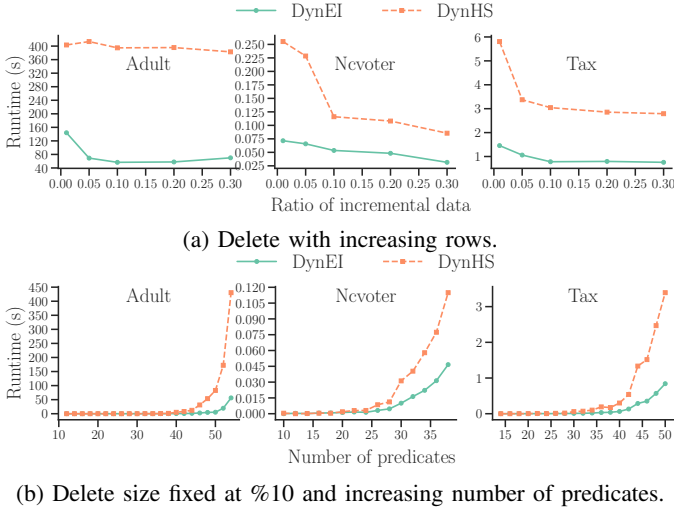 DynEI DynHS
Runtime (s)
400
360
320
280
240
200
160
120
80
40
Adult
0.00 0.05 0.10 0.15 0.20 0.25 0.30
0.250
0.225
0.200
0.175
0.150
0.125
0.100
0.075
0.050
0.025
Ncvoter
0.00 0.05 0.10 0.15 0.20 0.25 0.30
6
5
4
3
2
1
Tax
0.00 0.05 0.10 0.15 0.20 0.25 0.30
Ratio of incremental data
(a) Delete with increasing rows.
DynEI DynHS
Runtime (s)
450
400
350
300
250
200
150
100
50
0
Adult
10 20 30 40 50
0.120
0.105
0.090
0.075
0.060
0.045
0.030
0.015
0.000
Ncvoter
10 15 20 25 30 35
3
2
1
0
Tax
15 20 25 30 35 40 45 50
Number of predicates
(b) Delete size fixed at %10 and increasing number of predicates.